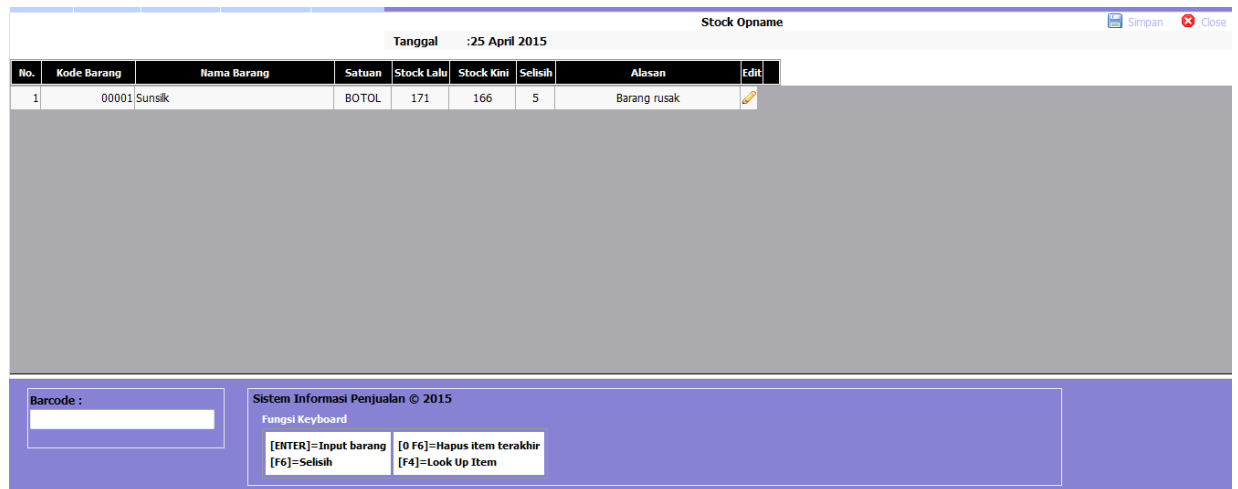 Stock Opname
Simpan
Close
Tanggal :25 April 2015
No. Kode Barang Nama Barang Satuan Stock Lalu Stock Kini Selisih Alasan Edit
1 00001 Sunsik BOTOL 171 166 5 Barang rusak
Barcode :
Sistem Informasi Penjualan © 2015
Fungsi Keyboard
[ENTER]=Input barang [0 F6]=Hapus item terakhir
[F6]=Selisih [F4]=Look Up Item